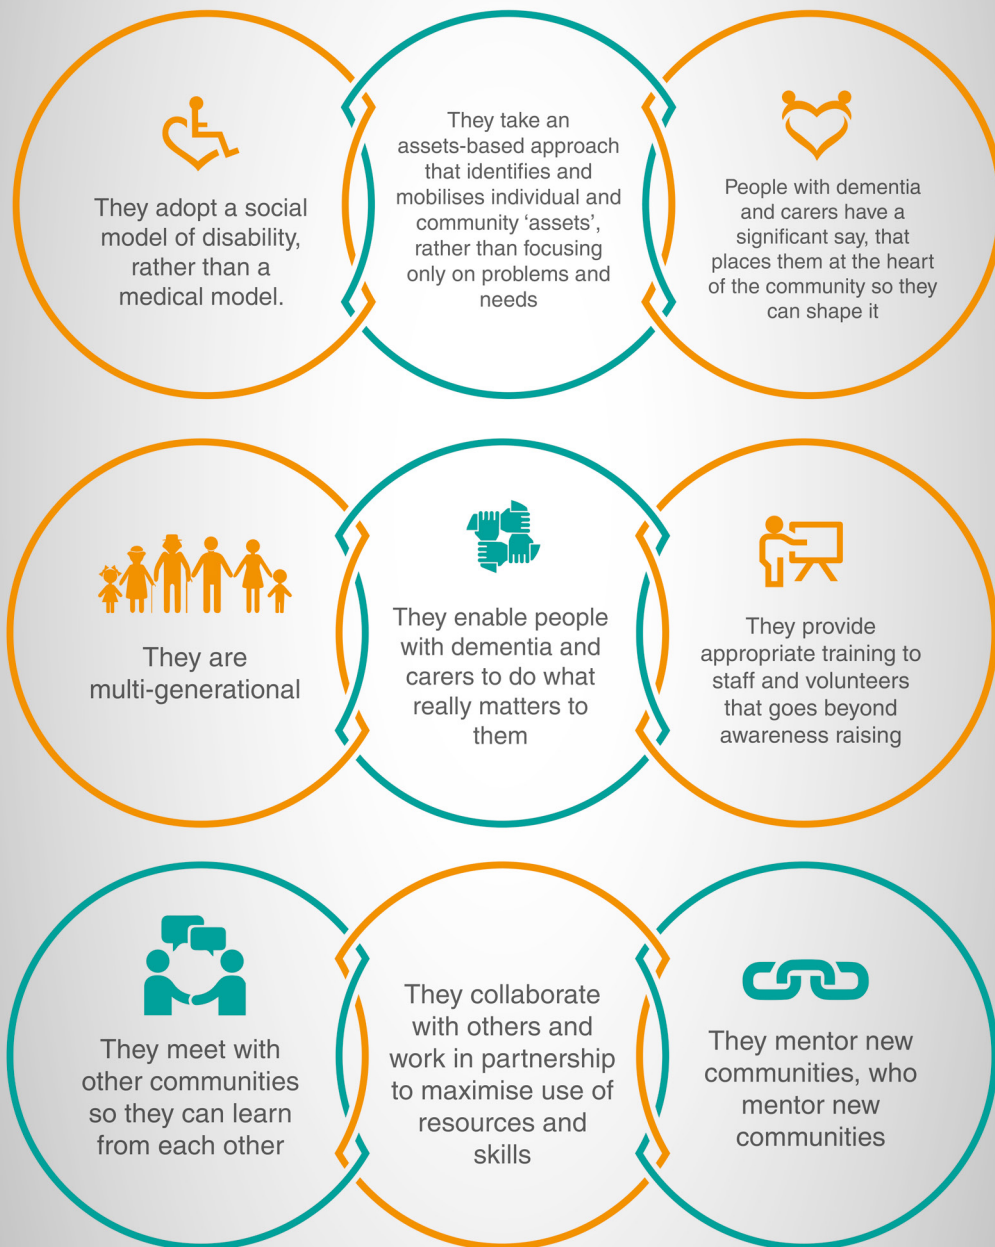 They adopt a social
model of disability,
rather than a
medical model.
They take an
assets-based approach
that identifies and
mobilises individual and
community ‘assets’,
rather than focusing
only on problems and
needs
People with dementia
and carers have a
significant say, that
places them at the heart
of the community so they
can shape it
They are
multi-generational
They enable people
with dementia and
carers to do what
really matters to
them
They provide
appropriate training to
staff and volunteers
that goes beyond
awareness raising
They meet with
other communities
so they can learn
from each other
They collaborate
with others and
work in partnership
to maximise use of
resources and
skills
They mentor new
communities, who
mentor new
communities